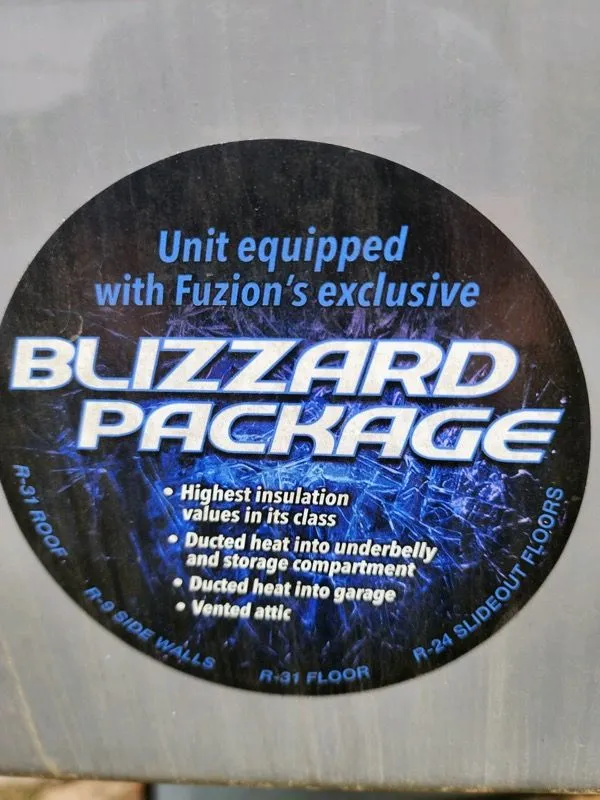 Unit equipped
with Fuzion's exclusive
BLIZZARD
PACKAGE
• Highest insulation
values in its class
• Ducted heat into underbelly
and storage compartment
• Ducted heat into garage
• Vented attic
R-31 ROOF
R-9 SIDE WALLS
R-31 FLOOR
R-24 SLIDEOUT FLOORS